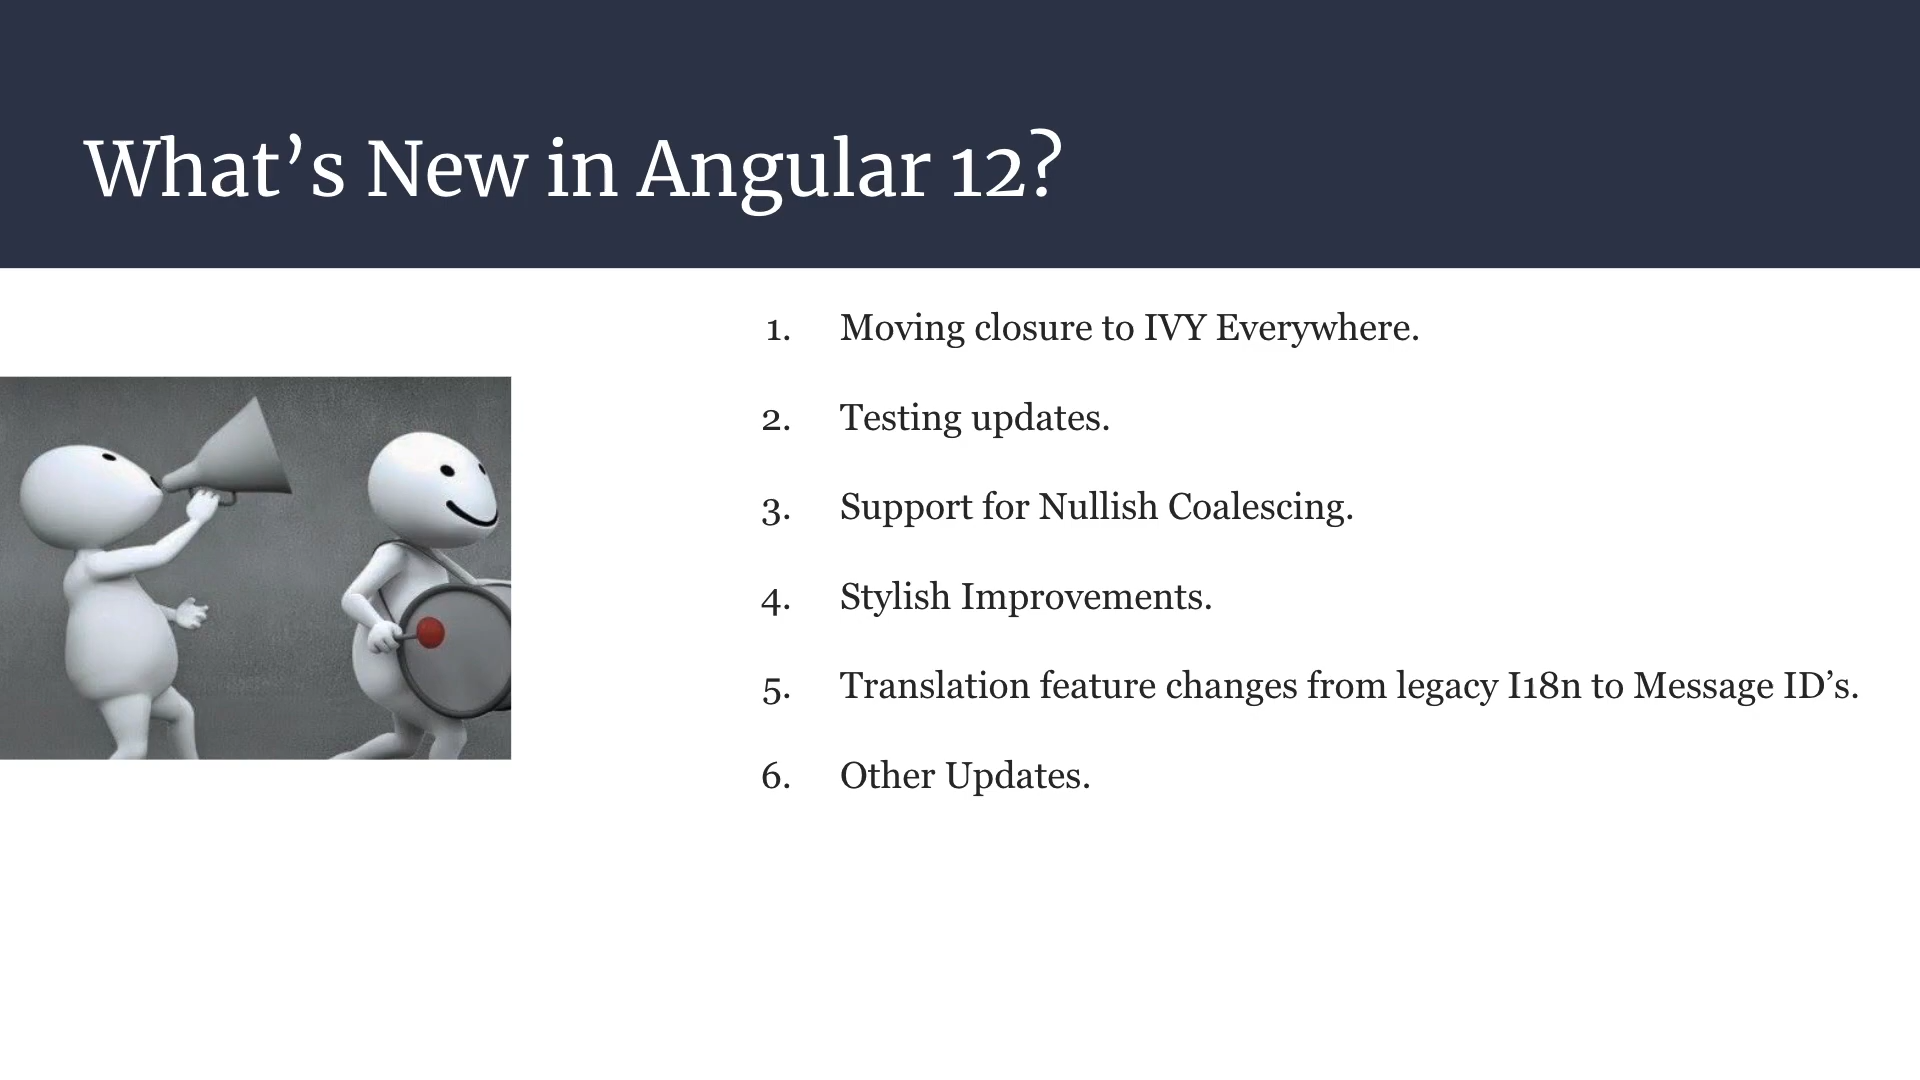 What’s New in Angular 12?
1. Moving closure to IVY Everywhere.
2. Testing updates.
3. Support for Nullish Coalescing.
4. Stylish Improvements.
5. Translation feature changes from legacy I18n to Message ID’s.
6. Other Updates.